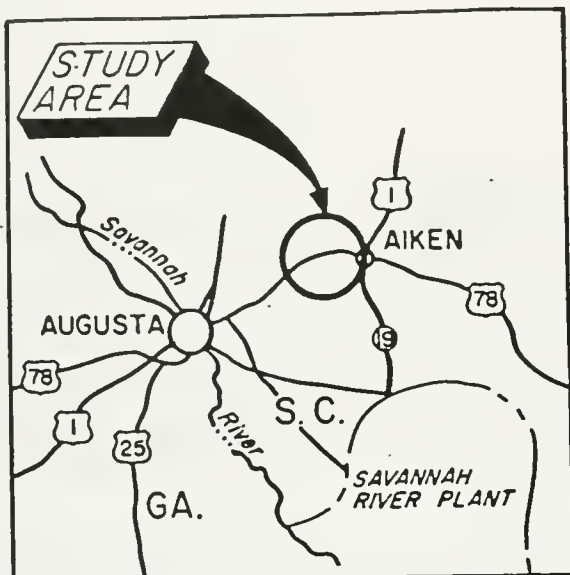 STUDY
AREA
1
Savannah
AIKEN
78
AUGUSTA
19
78
S. C.
1
River
25
SAVANNAH
RIVER PLANT
GA.